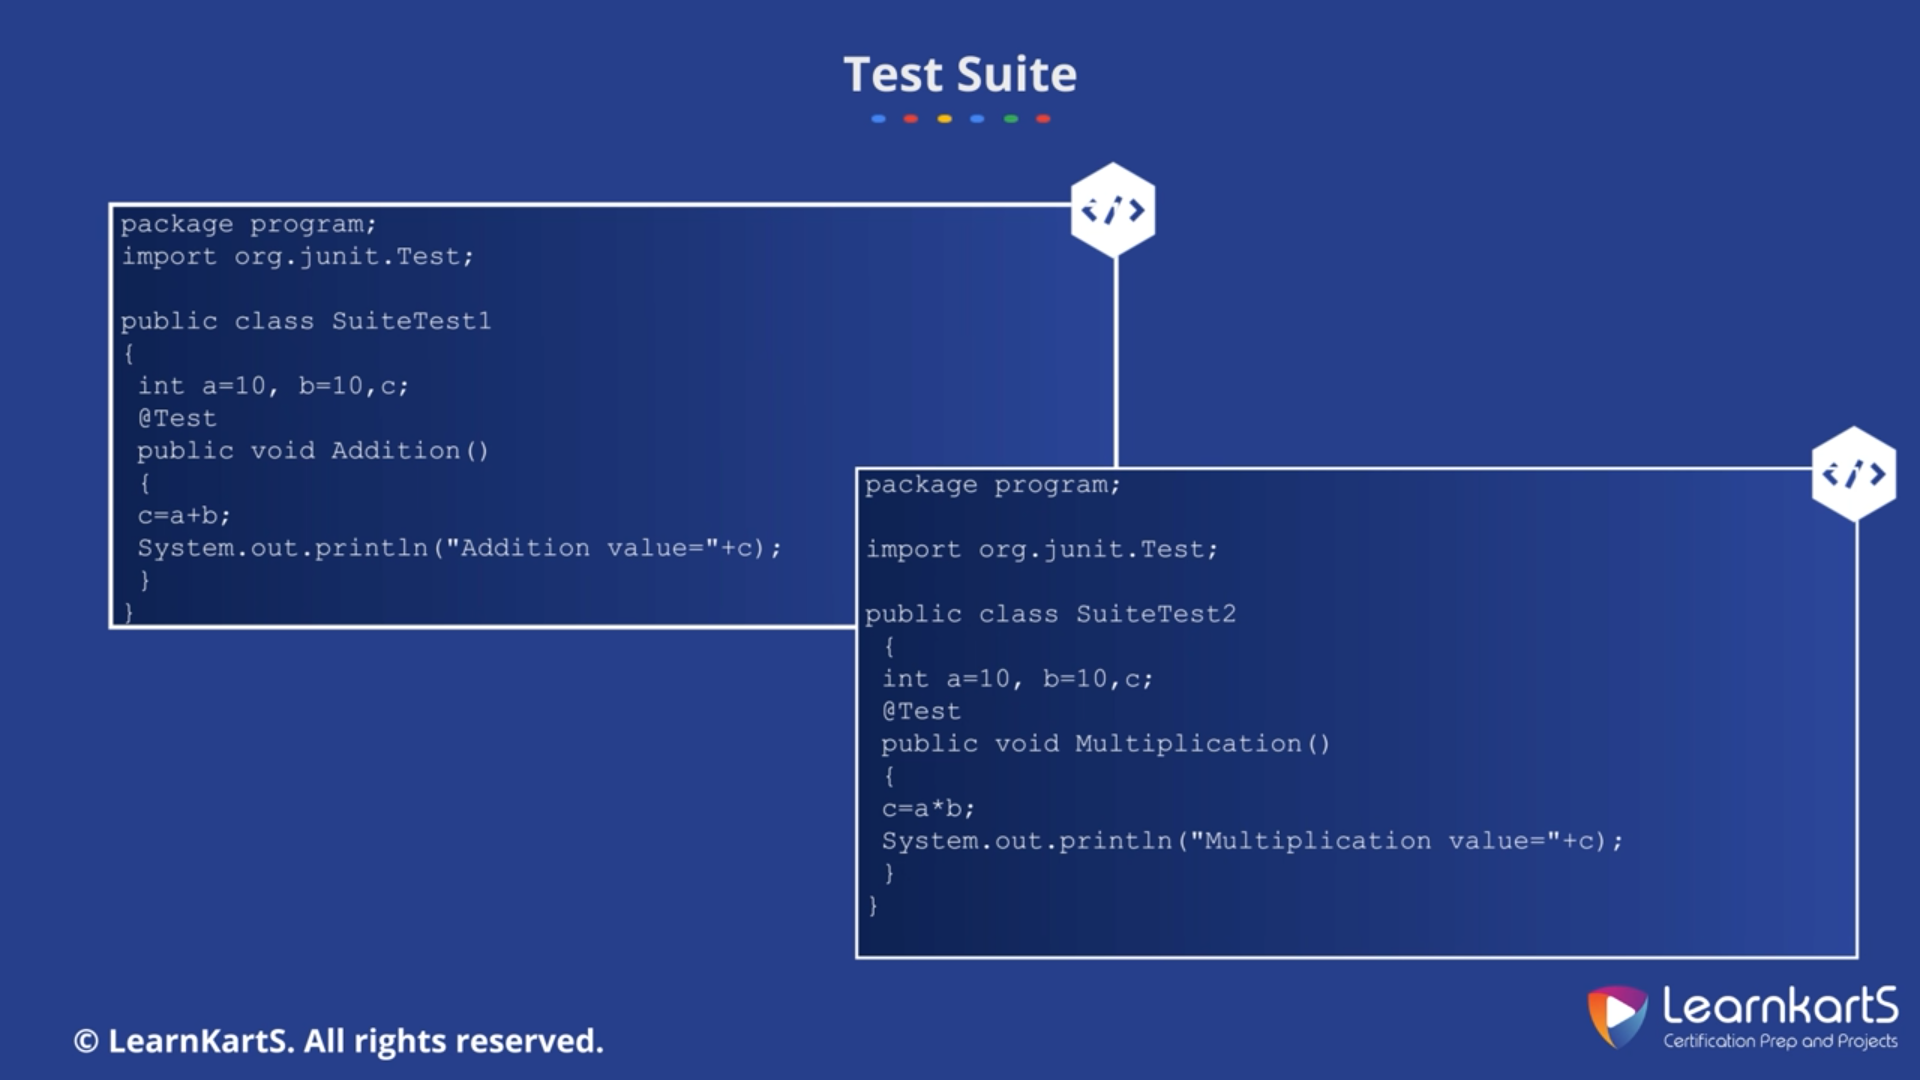 Test Suite
package program;
import org.junit.Test;
public class SuiteTest1
{
int a=10, b=10,c;
@Test
public void Addition()
{
c=a+b;
System.out.println("Addition value="+c);
}
}
package program;
import org.junit.Test;
public class SuiteTest2
{
int a=10, b=10,c;
@Test
public void Multiplication()
{
c=a*b;
System.out.println("Multiplication value="+c);
}
}
© LearnKartS. All rights reserved.
LearnkartS
Certification Prep and Projects